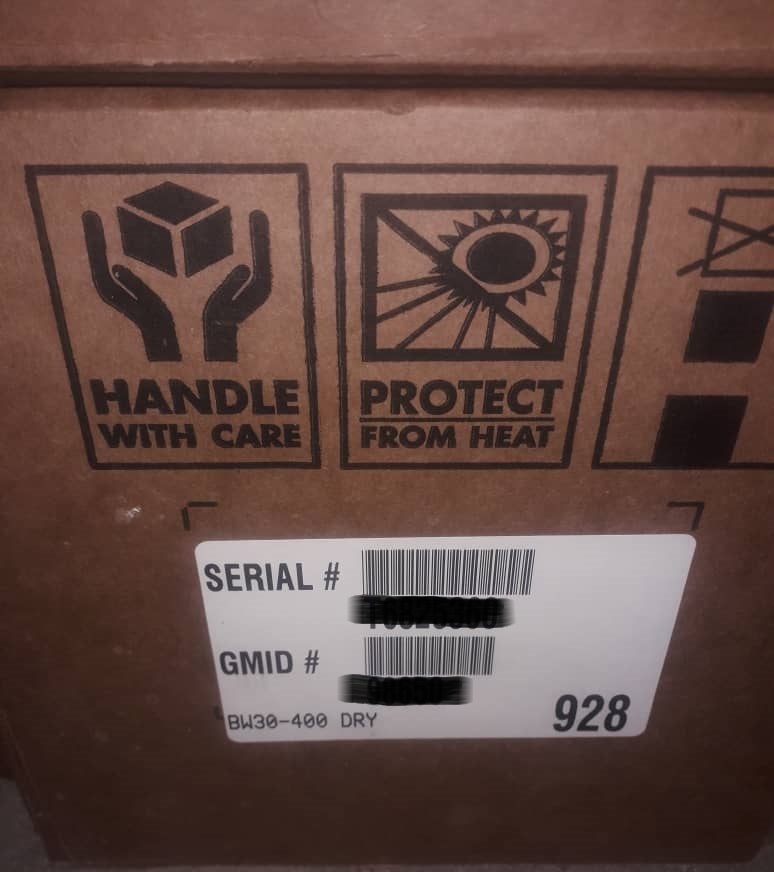 HANDLE
WITH CARE
PROTECT
FROM HEAT
SERIAL #
GMID #
BW30-400 DRY
928